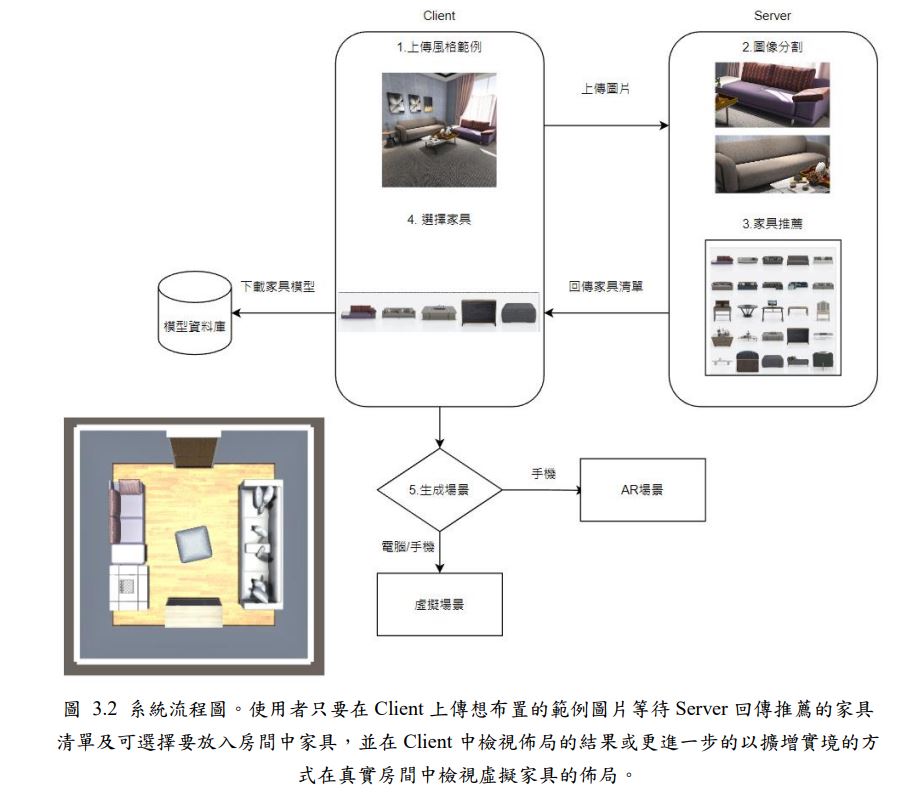 Client
Server
1.上傳風格範例
2.圖像分割
上傳圖片
4. 選擇家具
3.家具推薦
下載家具模型
回傳家具清單
模型資料庫
5.生成場景
手機
AR場景
電腦/手機
虛擬場景
圖 3.2 系統流程圖。使用者只要在 Client 上傳想布置的範例圖片等待 Server 回傳推薦的家具
清單及可選擇要放入房間中家具，並在 Client 中檢視佈局的結果或更進一步的以擴增實境的方
式在真實房間中檢視虛擬家具的佈局。